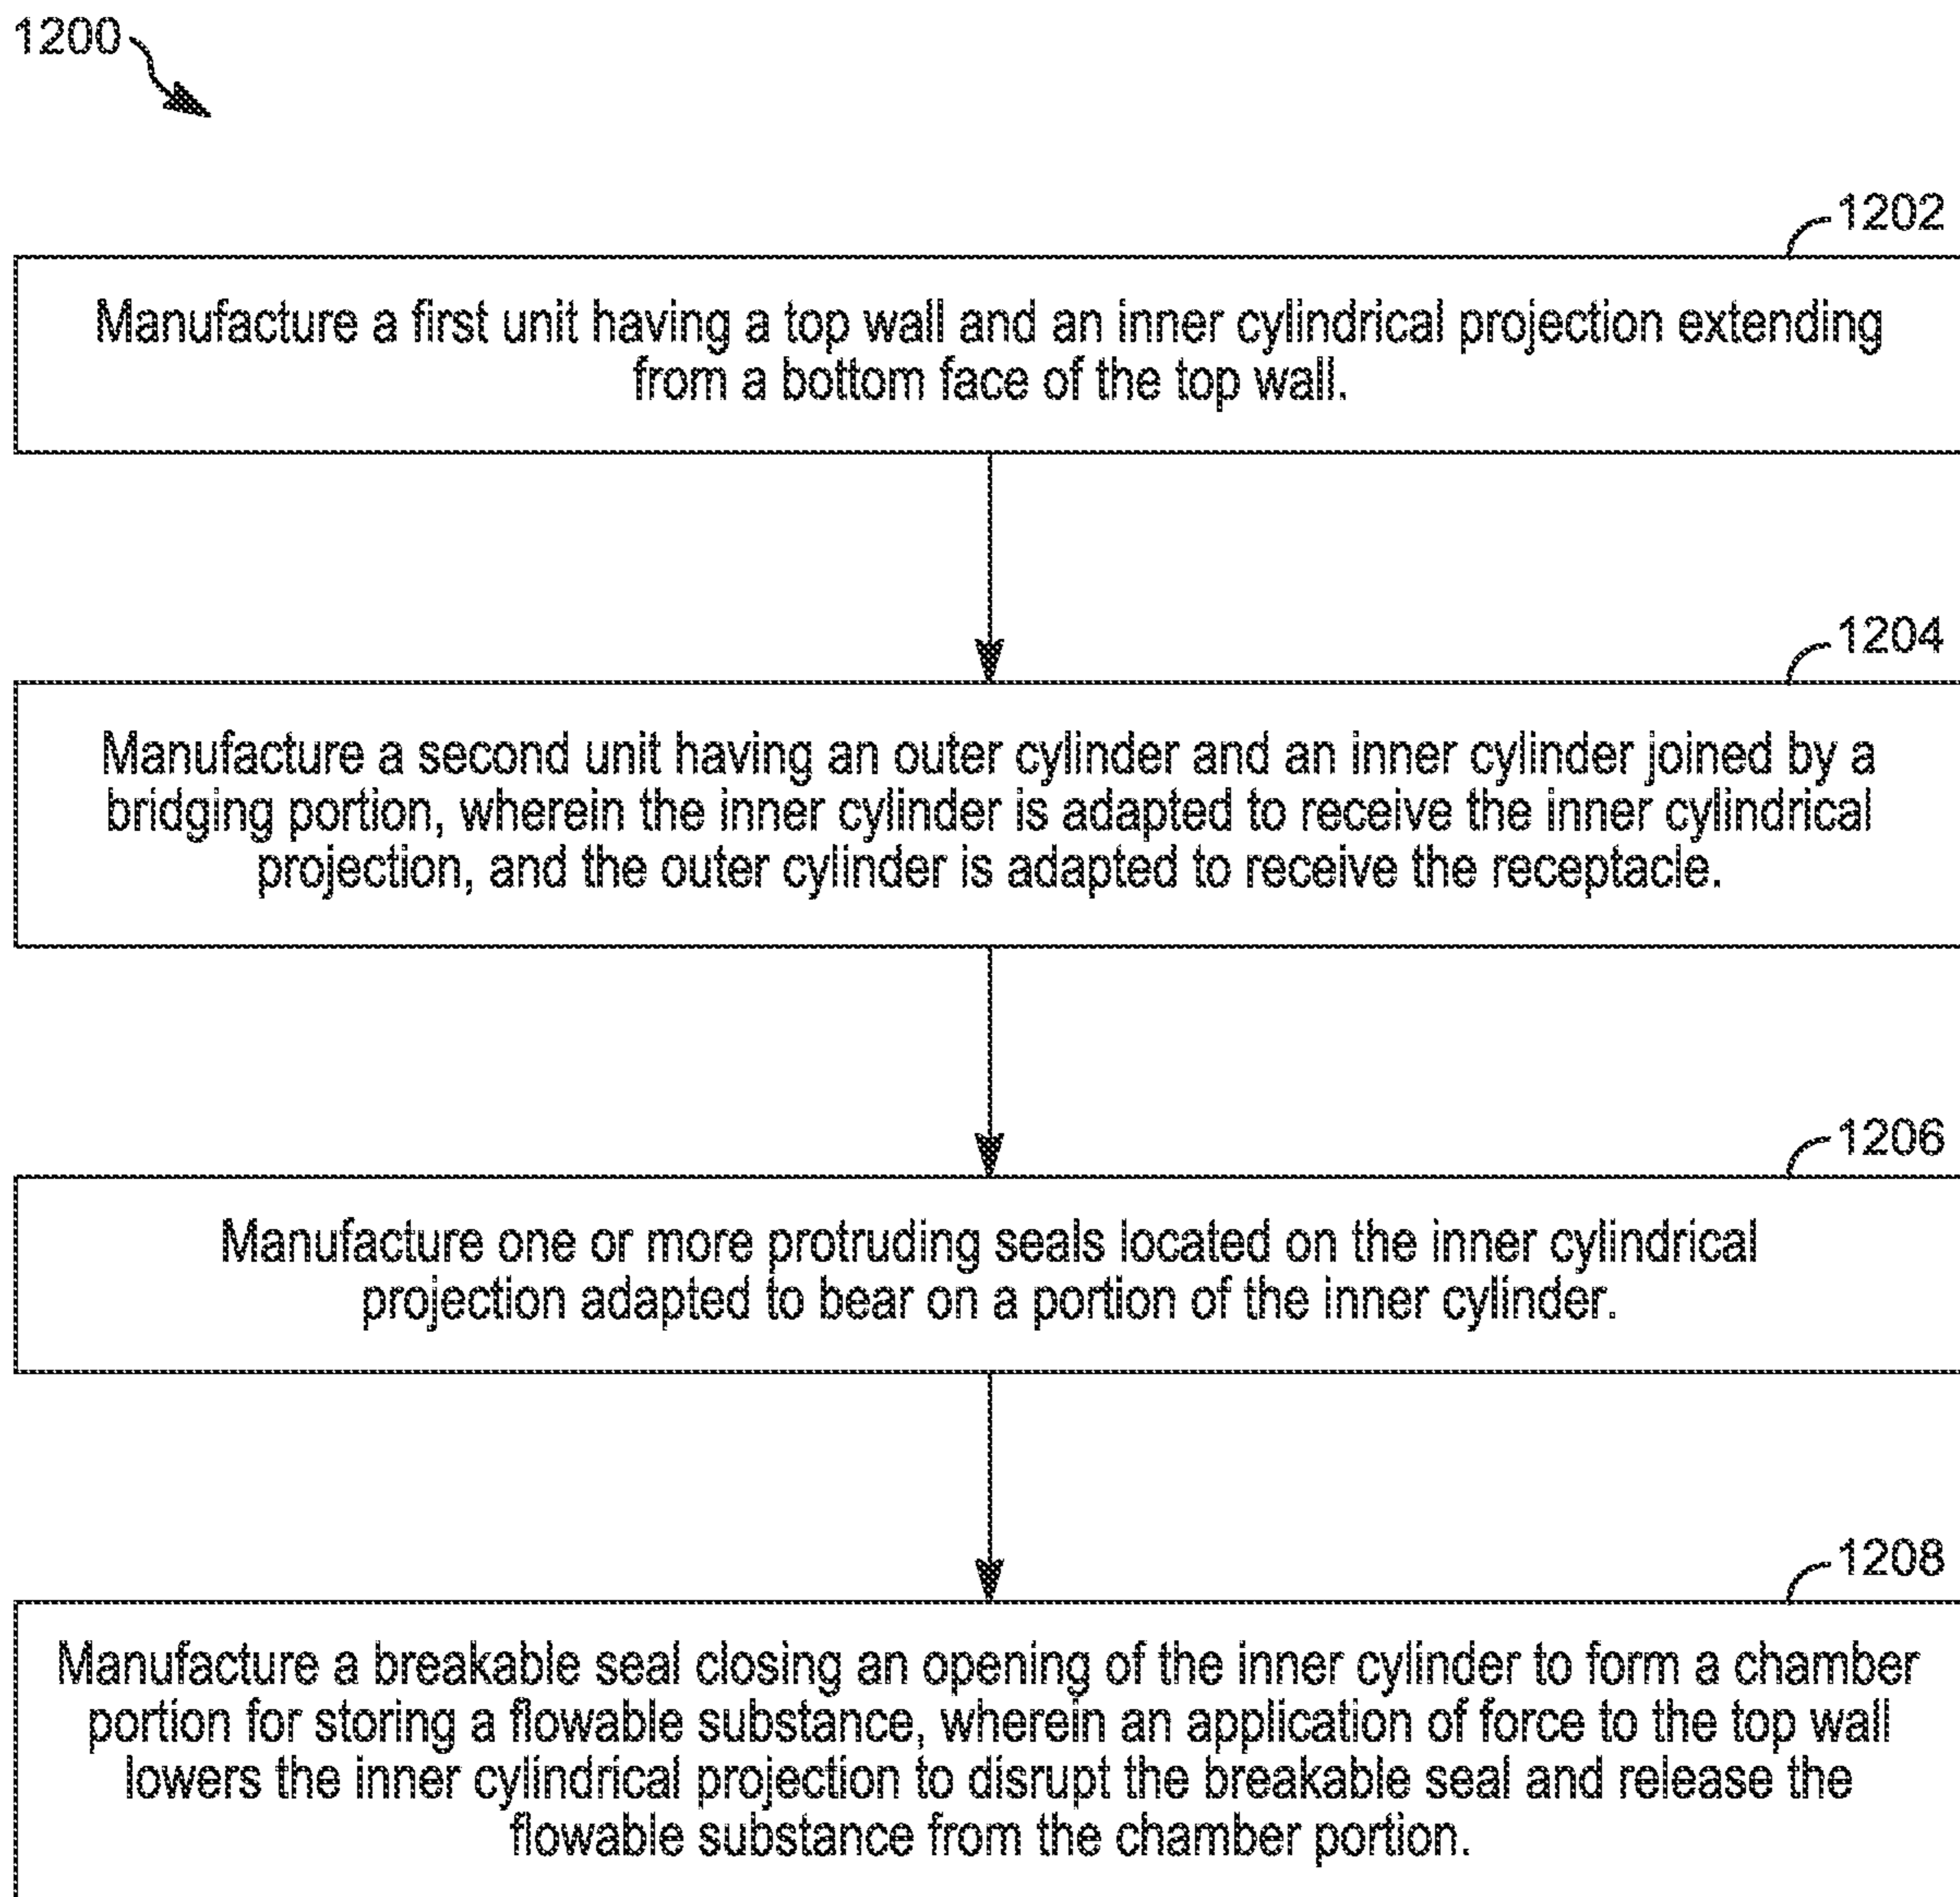 1200
1202
Manufacture a first unit having a top wall and an inner cylindrical projection extending
from a bottom face of the top wall.
1204
Manufacture a second unit having an outer cylinder and an inner cylinder joined by a
bridging portion, wherein the inner cylinder is adapted to receive the inner cylindrical
projection, and the outer cylinder is adapted to receive the receptacle.
1206
Manufacture one or more protruding seals located on the inner cylindrical
projection adapted to bear on a portion of the inner cylinder.
1208
Manufacture a breakable seal closing an opening of the inner cylinder to form a chamber
portion for storing a flowable substance, wherein an application of force to the top wall
lowers the inner cylindrical projection to disrupt the breakable seal and release the
flowable substance from the chamber portion.